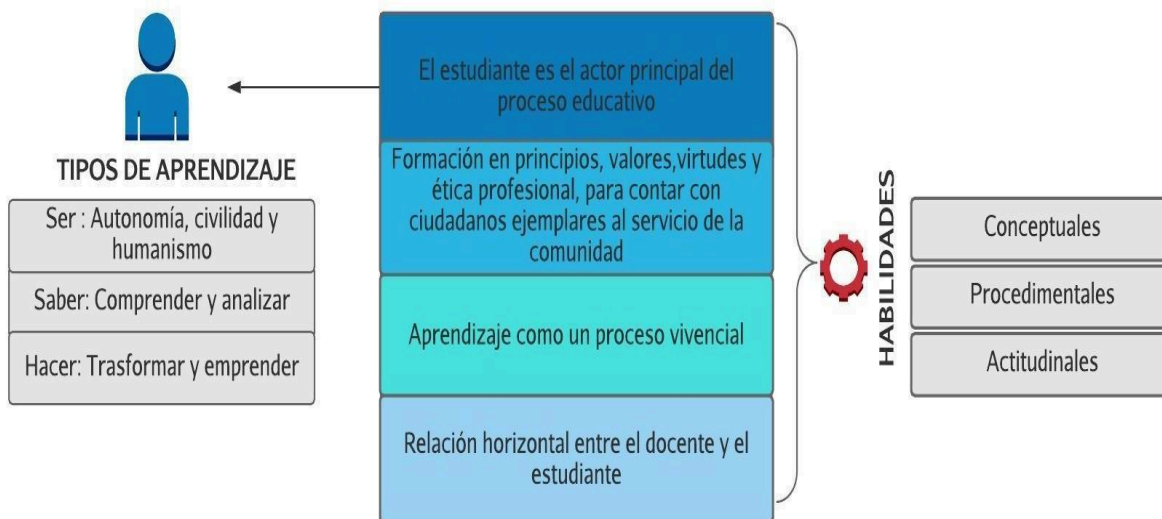 TIPOS DE APRENDIZAJE
Ser : Autonomía, civilidad y
humanismo
Saber: Comprender y analizar
Hacer: Trasformar y emprender
El estudiante es el actor principal del
proceso educativo
Formación en principios, valores,virtudes y
ética profesional, para contar con
ciudadanos ejemplares al servicio de la
comunidad
Aprendizaje como un proceso vivencial
Relación horizontal entre el docente y el
estudiante
HABILIDADES
Conceptuales
Procedimentales
Actitudinales